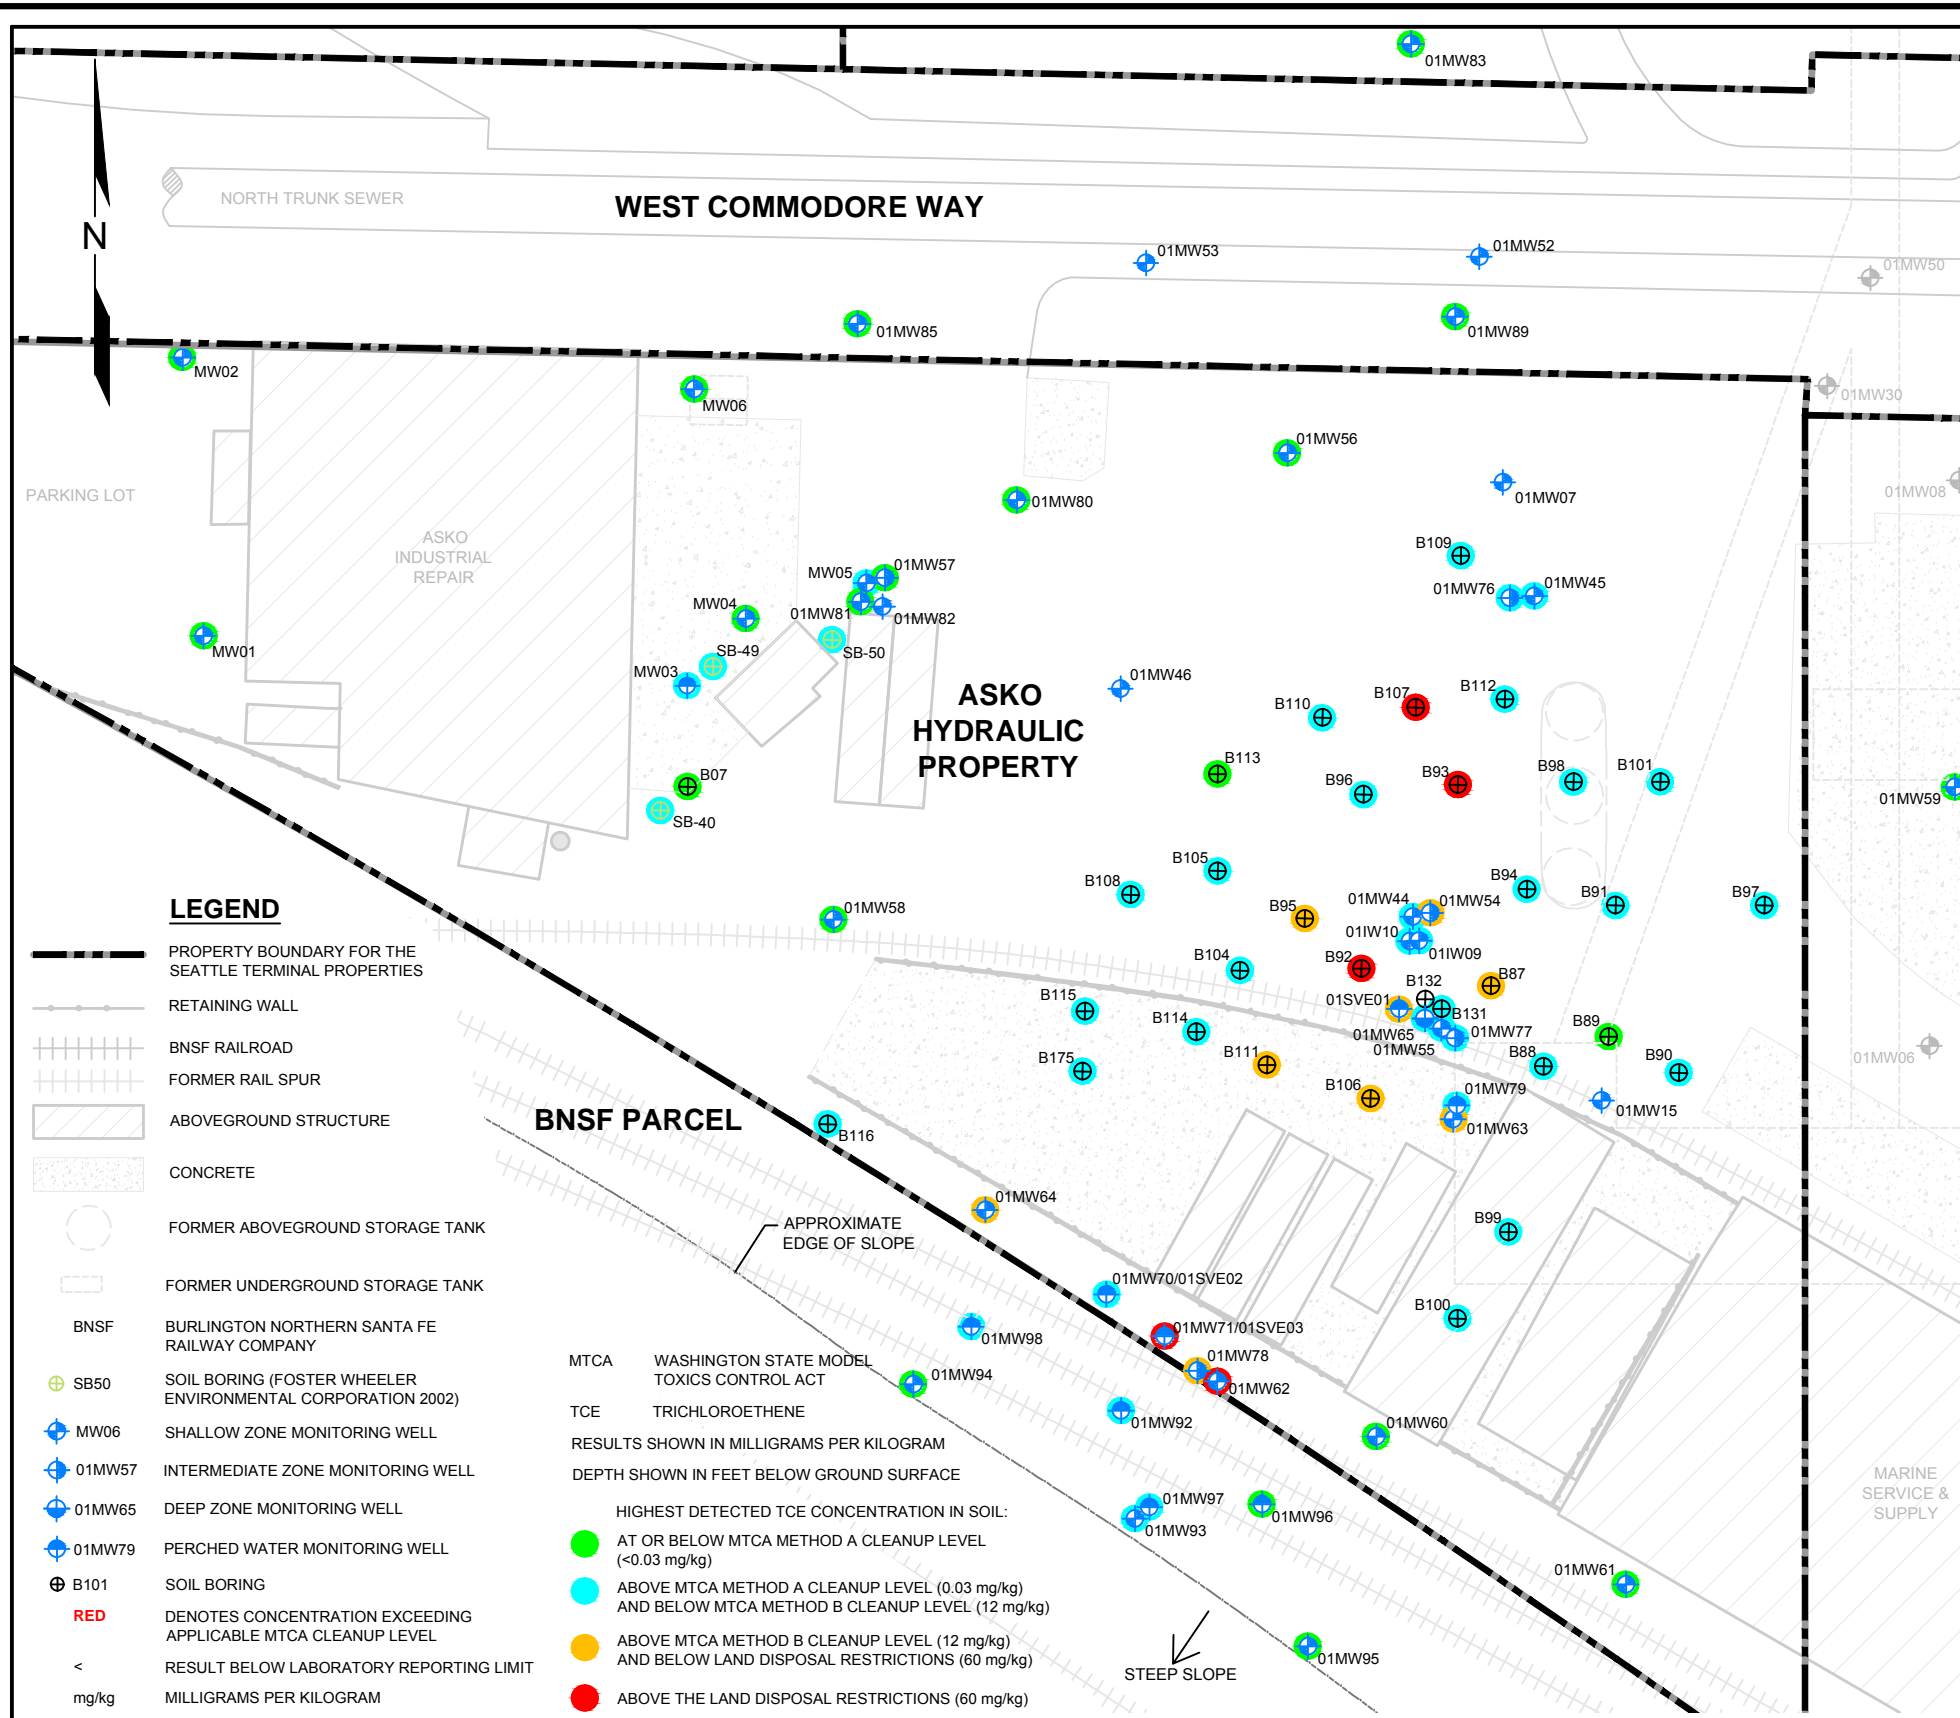 01MW83
NORTH TRUNK SEWER
WEST COMMODORE WAY
N
01MW53
01MW52
01MW50
01MW85
01MW89
MW02
MW06
01MW30
01MW56
PARKING LOT
01MW80
01MW07
01MW08
ASKO
INDUSTRIAL
REPAIR
B109
MW05
01MW57
01MW76
01MW45
MW04
01MW81
01MW82
MW01
SB-49
SB-50
MW03
01MW46
ASKO
HYDRAULIC
PROPERTY
B110
B107
B112
B113
B07
B96
B93
B98
B101
01MW59
SB-40
B105
B108
B94
B91
B97
01MW58
B95
01MW44
01MW54
01IW10
01IW09
B104
B92
B87
B132
B115
01SVE01
B131
B114
01MW65
01MW77
B89
01MW55
01MW06
B175
B111
B88
B90
B106
01MW79
01MW15
BNSF PARCEL
B116
01MW63
01MW64
APPROXIMATE
EDGE OF SLOPE
B99
01MW70/01SVE02
B100
01MW98
01MW71/01SVE03
01MW78
01MW94
01MW62
01MW92
01MW60
MARINE
SERVICE &
SUPPLY
01MW97
01MW93
01MW96
01MW61
01MW95
STEEP SLOPE
LEGEND
PROPERTY BOUNDARY FOR THE
SEATTLE TERMINAL PROPERTIES
RETAINING WALL
BNSF RAILROAD
FORMER RAIL SPUR
ABOVEGROUND STRUCTURE
CONCRETE
FORMER ABOVEGROUND STORAGE TANK
FORMER UNDERGROUND STORAGE TANK
BNSF BURLINGTON NORTHERN SANTA FE
RAILWAY COMPANY
SB50 SOIL BORING (FOSTER WHEELER
ENVIRONMENTAL CORPORATION 2002)
MW06 SHALLOW ZONE MONITORING WELL
01MW57 INTERMEDIATE ZONE MONITORING WELL
01MW65 DEEP ZONE MONITORING WELL
01MW79 PERCHED WATER MONITORING WELL
B101 SOIL BORING
RED DENOTES CONCENTRATION EXCEEDING
APPLICABLE MTCA CLEANUP LEVEL
< RESULT BELOW LABORATORY REPORTING LIMIT
mg/kg MILLIGRAMS PER KILOGRAM
MTCA WASHINGTON STATE MODEL
TOXICS CONTROL ACT
TCE TRICHLOROETHENE
RESULTS SHOWN IN MILLIGRAMS PER KILOGRAM
DEPTH SHOWN IN FEET BELOW GROUND SURFACE
HIGHEST DETECTED TCE CONCENTRATION IN SOIL:
AT OR BELOW MTCA METHOD A CLEANUP LEVEL
(<0.03 mg/kg)
ABOVE MTCA METHOD A CLEANUP LEVEL (0.03 mg/kg)
AND BELOW MTCA METHOD B CLEANUP LEVEL (12 mg/kg)
ABOVE MTCA METHOD B CLEANUP LEVEL (12 mg/kg)
AND BELOW LAND DISPOSAL RESTRICTIONS (60 mg/kg)
ABOVE THE LAND DISPOSAL RESTRICTIONS (60 mg/kg)